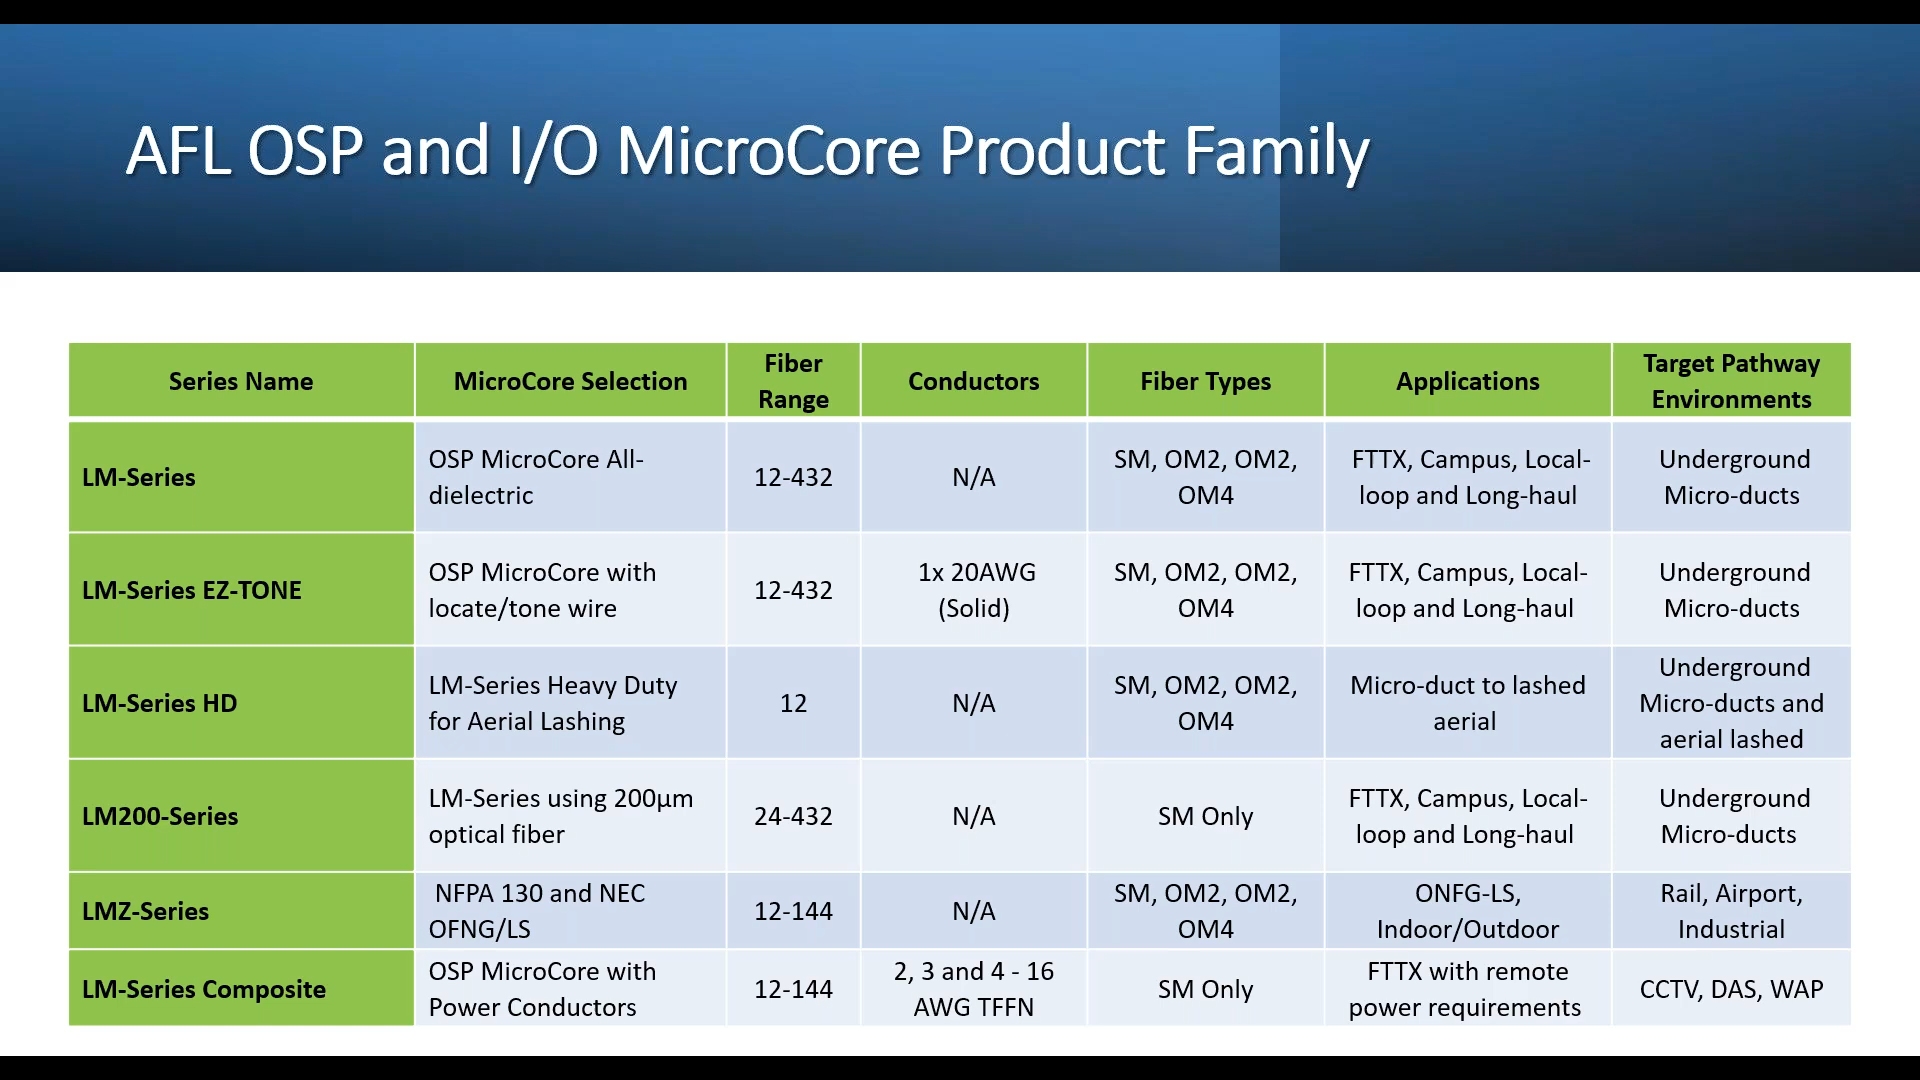 AFL OSP and I/O MicroCore Product Family
Series Name
MicroCore Selection
Fiber
Range
Conductors
Fiber Types
Applications
Target Pathway
Environments
LM-Series
OSP MicroCore All-
dielectric
12-432
N/A
SM, OM2, OM2,
OM4
FTTX, Campus, Local-
loop and Long-haul
Underground
Micro-ducts
LM-Series EZ-TONE
OSP MicroCore with
locate/tone wire
12-432
1x 20AWG
(Solid)
SM, OM2, OM2,
OM4
FTTX, Campus, Local-
loop and Long-haul
Underground
Micro-ducts
LM-Series HD
LM-Series Heavy Duty
for Aerial Lashing
12
N/A
SM, OM2, OM2,
OM4
Micro-duct to lashed
aerial
Underground
Micro-ducts and
aerial lashed
LM200-Series
LM-Series using 200µm
optical fiber
24-432
N/A
SM Only
FTTX, Campus, Local-
loop and Long-haul
Underground
Micro-ducts
LMZ-Series
NFPA 130 and NEC
OFNG/LS
12-144
N/A
SM, OM2, OM2,
OM4
ONFG-LS,
Indoor/Outdoor
Rail, Airport,
Industrial
LM-Series Composite
OSP MicroCore with
Power Conductors
12-144
2, 3 and 4 - 16
AWG TFFN
SM Only
FTTX with remote
power requirements
CCTV, DAS, WAP